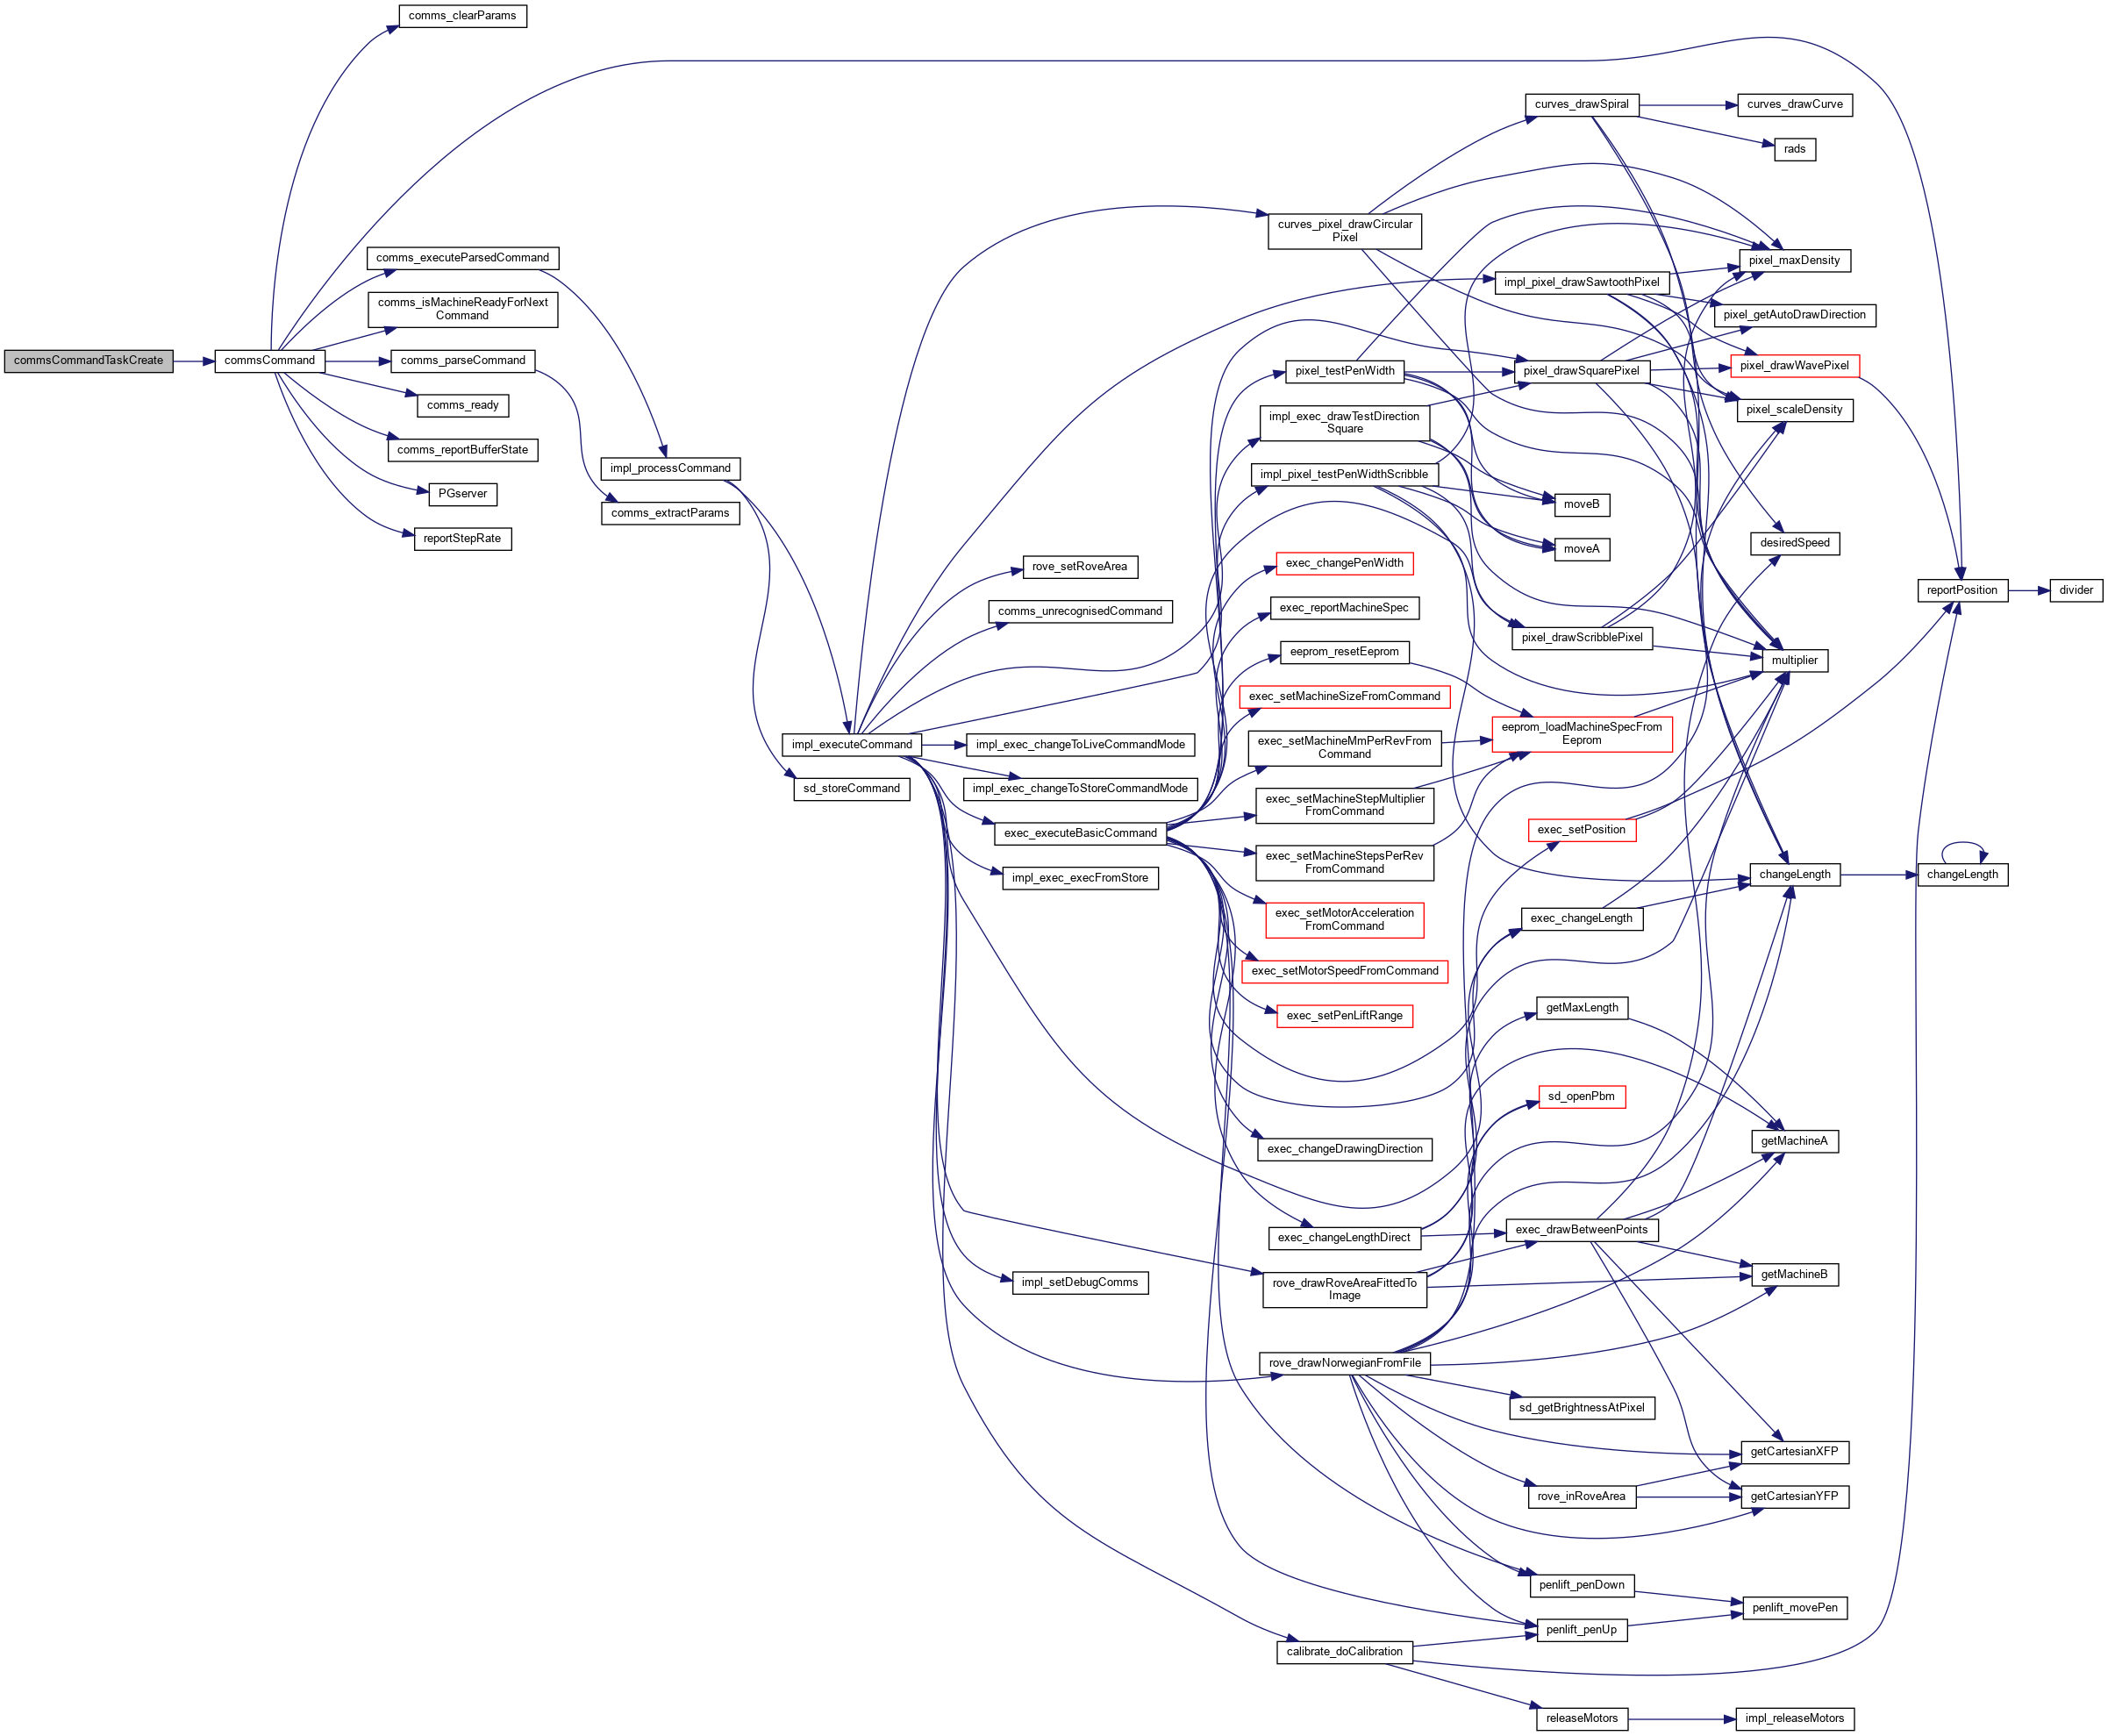 commsCommandTaskCreate
commsCommand
comms_clearParams
comms_executeParsedCommand
comms_isMachineReadyForNext
Command
comms_parseCommand
comms_ready
comms_reportBufferState
PGserver
reportStepRate
impl_processCommand
comms_extractParams
impl_executeCommand
sd_storeCommand
rove_setRoveArea
comms_unrecognisedCommand
impl_exec_changeToLiveCommandMode
impl_exec_changeToStoreCommandMode
exec_executeBasicCommand
impl_exec_execFromStore
impl_setDebugComms
curves_pixel_drawCircular
Pixel
pixel_testPenWidth
impl_exec_drawTestDirection
Square
impl_pixel_testPenWidthScribble
exec_changePenWidth
exec_reportMachineSpec
eeprom_resetEeprom
exec_setMachineSizeFromCommand
exec_setMachineMmPerRevFrom
Command
exec_setMachineStepMultiplier
FromCommand
exec_setMachineStepsPerRev
FromCommand
exec_setMotorAcceleration
FromCommand
exec_setMotorSpeedFromCommand
exec_setPenLiftRange
exec_changeDrawingDirection
exec_changeLengthDirect
rove_drawRoveAreaFittedTo
Image
rove_drawNorwegianFromFile
calibrate_doCalibration
curves_drawSpiral
impl_pixel_drawSawtoothPixel
pixel_drawSquarePixel
moveB
moveA
pixel_drawScribblePixel
eeprom_loadMachineSpecFrom
Eeprom
exec_setPosition
exec_changeLength
getMaxLength
sd_openPbm
exec_drawBetweenPoints
sd_getBrightnessAtPixel
rove_inRoveArea
penlift_penDown
penlift_penUp
releaseMotors
curves_drawCurve
rads
pixel_maxDensity
pixel_getAutoDrawDirection
pixel_drawWavePixel
pixel_scaleDensity
desiredSpeed
multiplier
changeLength
getMachineA
getMachineB
getCartesianXFP
getCartesianYFP
penlift_movePen
impl_releaseMotors
reportPosition
changeLength
divider